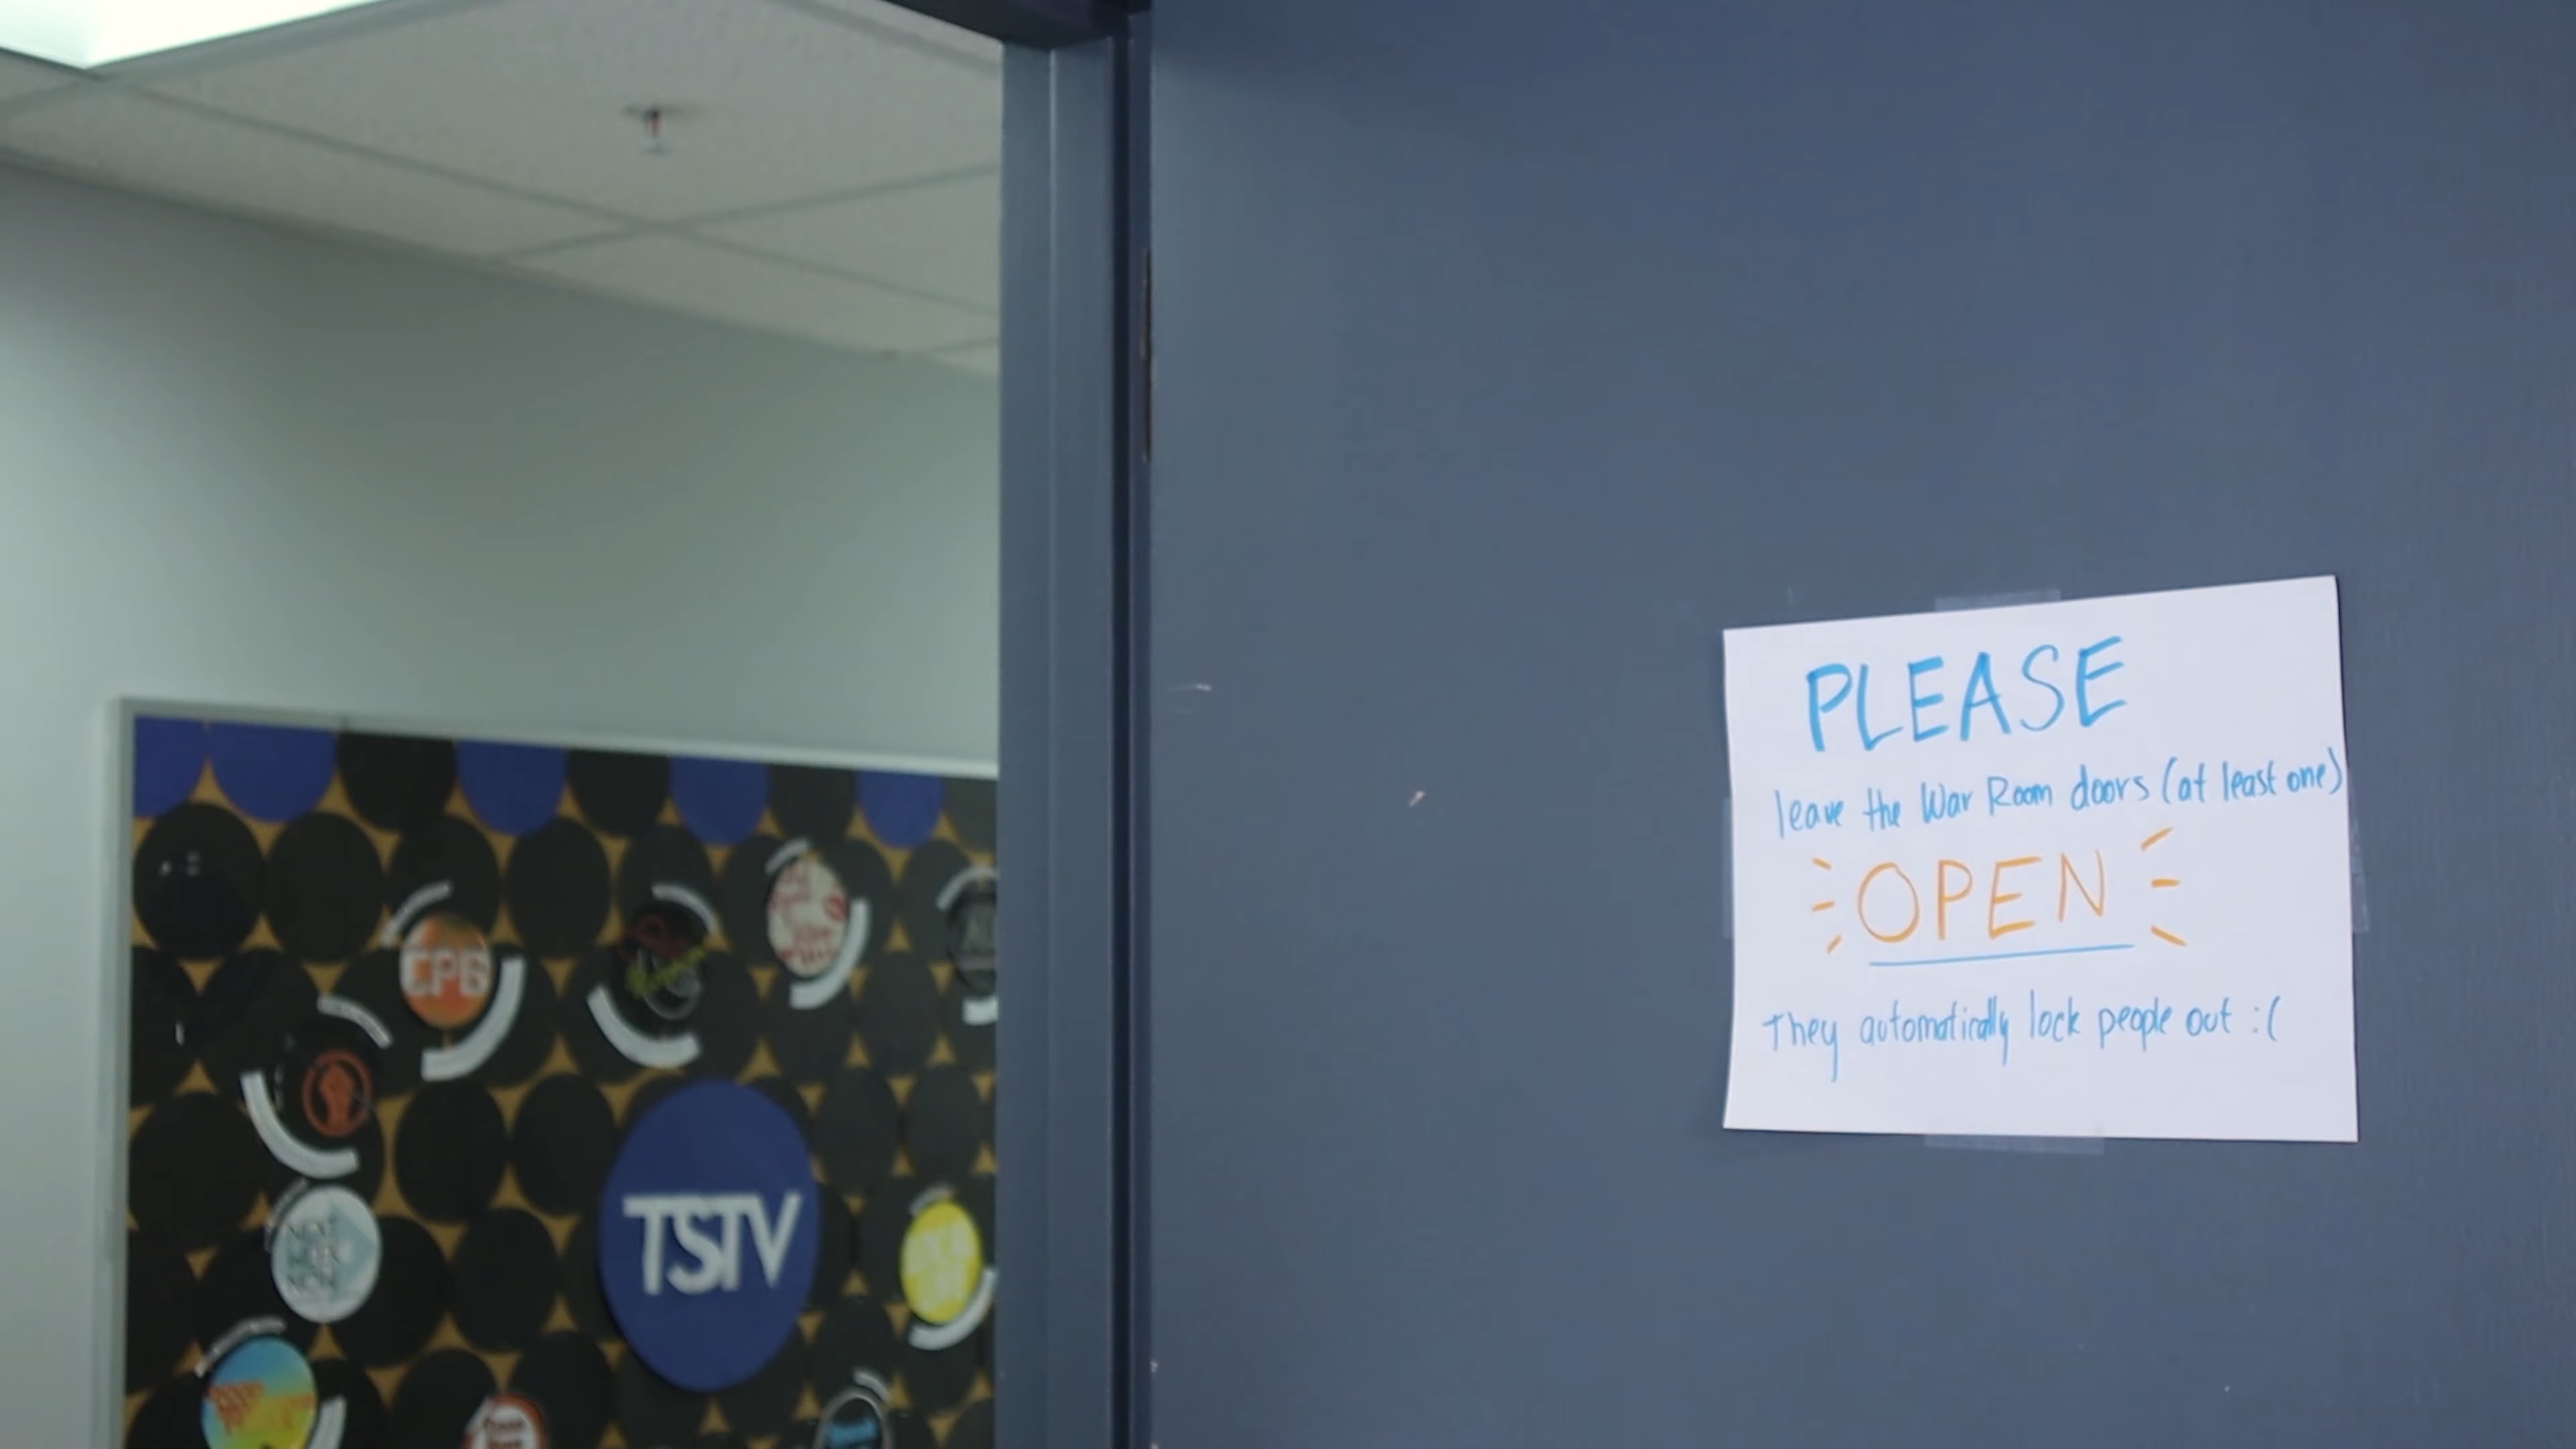 PLEASE
leave the War Room doors (at least one)
OPEN
They automatically lock people out :(
CPB
TSTV